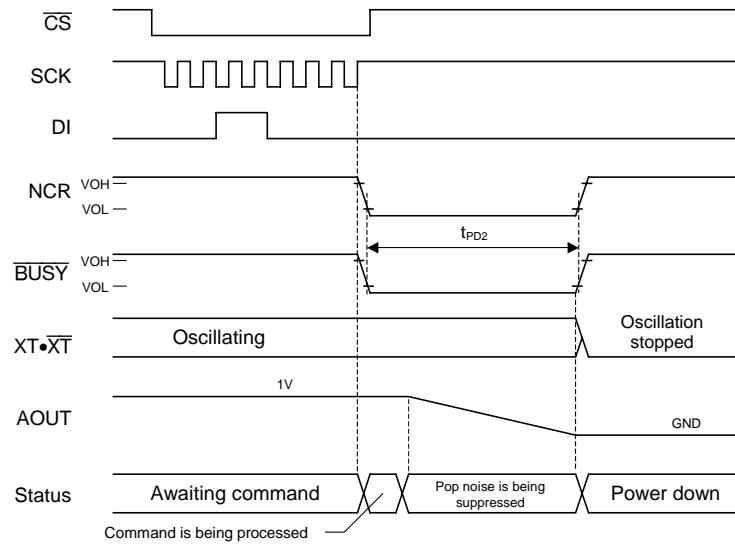 CS
SCK
DI
NCR
VOH
VOL
tPD2
BUSY
VOH
VOL
XT•XT
Oscillating
Oscillation
stopped
AOUT
1V
GND
Status
Awaiting command
Pop noise is being
suppressed
Power down
Command is being processed